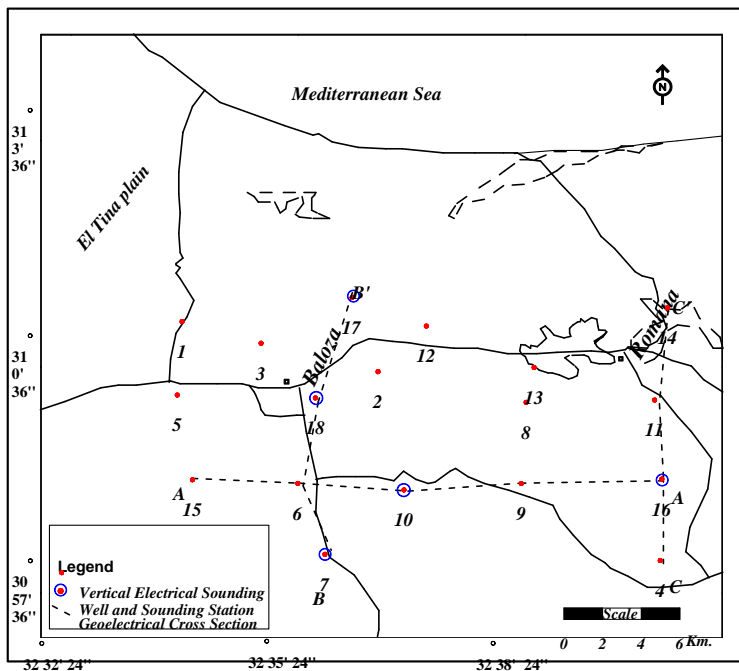 Mediterranean Sea
N
31
3'
36''
El Tina plain
B'
C'
17
1
12
14
Romana
3
Baloza
31
0'
36''
2
13
5
18
8
11
A
15
6
10
9
16
A
Legend
Vertical Electrical Sounding
Well and Sounding Station
Geoelectrical Cross Section
7
B
4
C
30
57'
36''
Scale
0 2 4 6 Km.
32 32' 24'' 32 35' 24'' 32 38' 24''